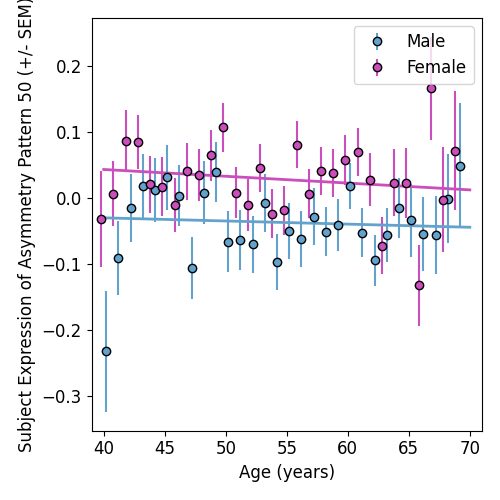 Subject Expression of Asymmetry Pattern 50 (+/- SEM)
0.2
0.1
0.0
−0.1
−0.2
−0.3
Male
Female
40 45 50 55 60 65 70
Age (years)